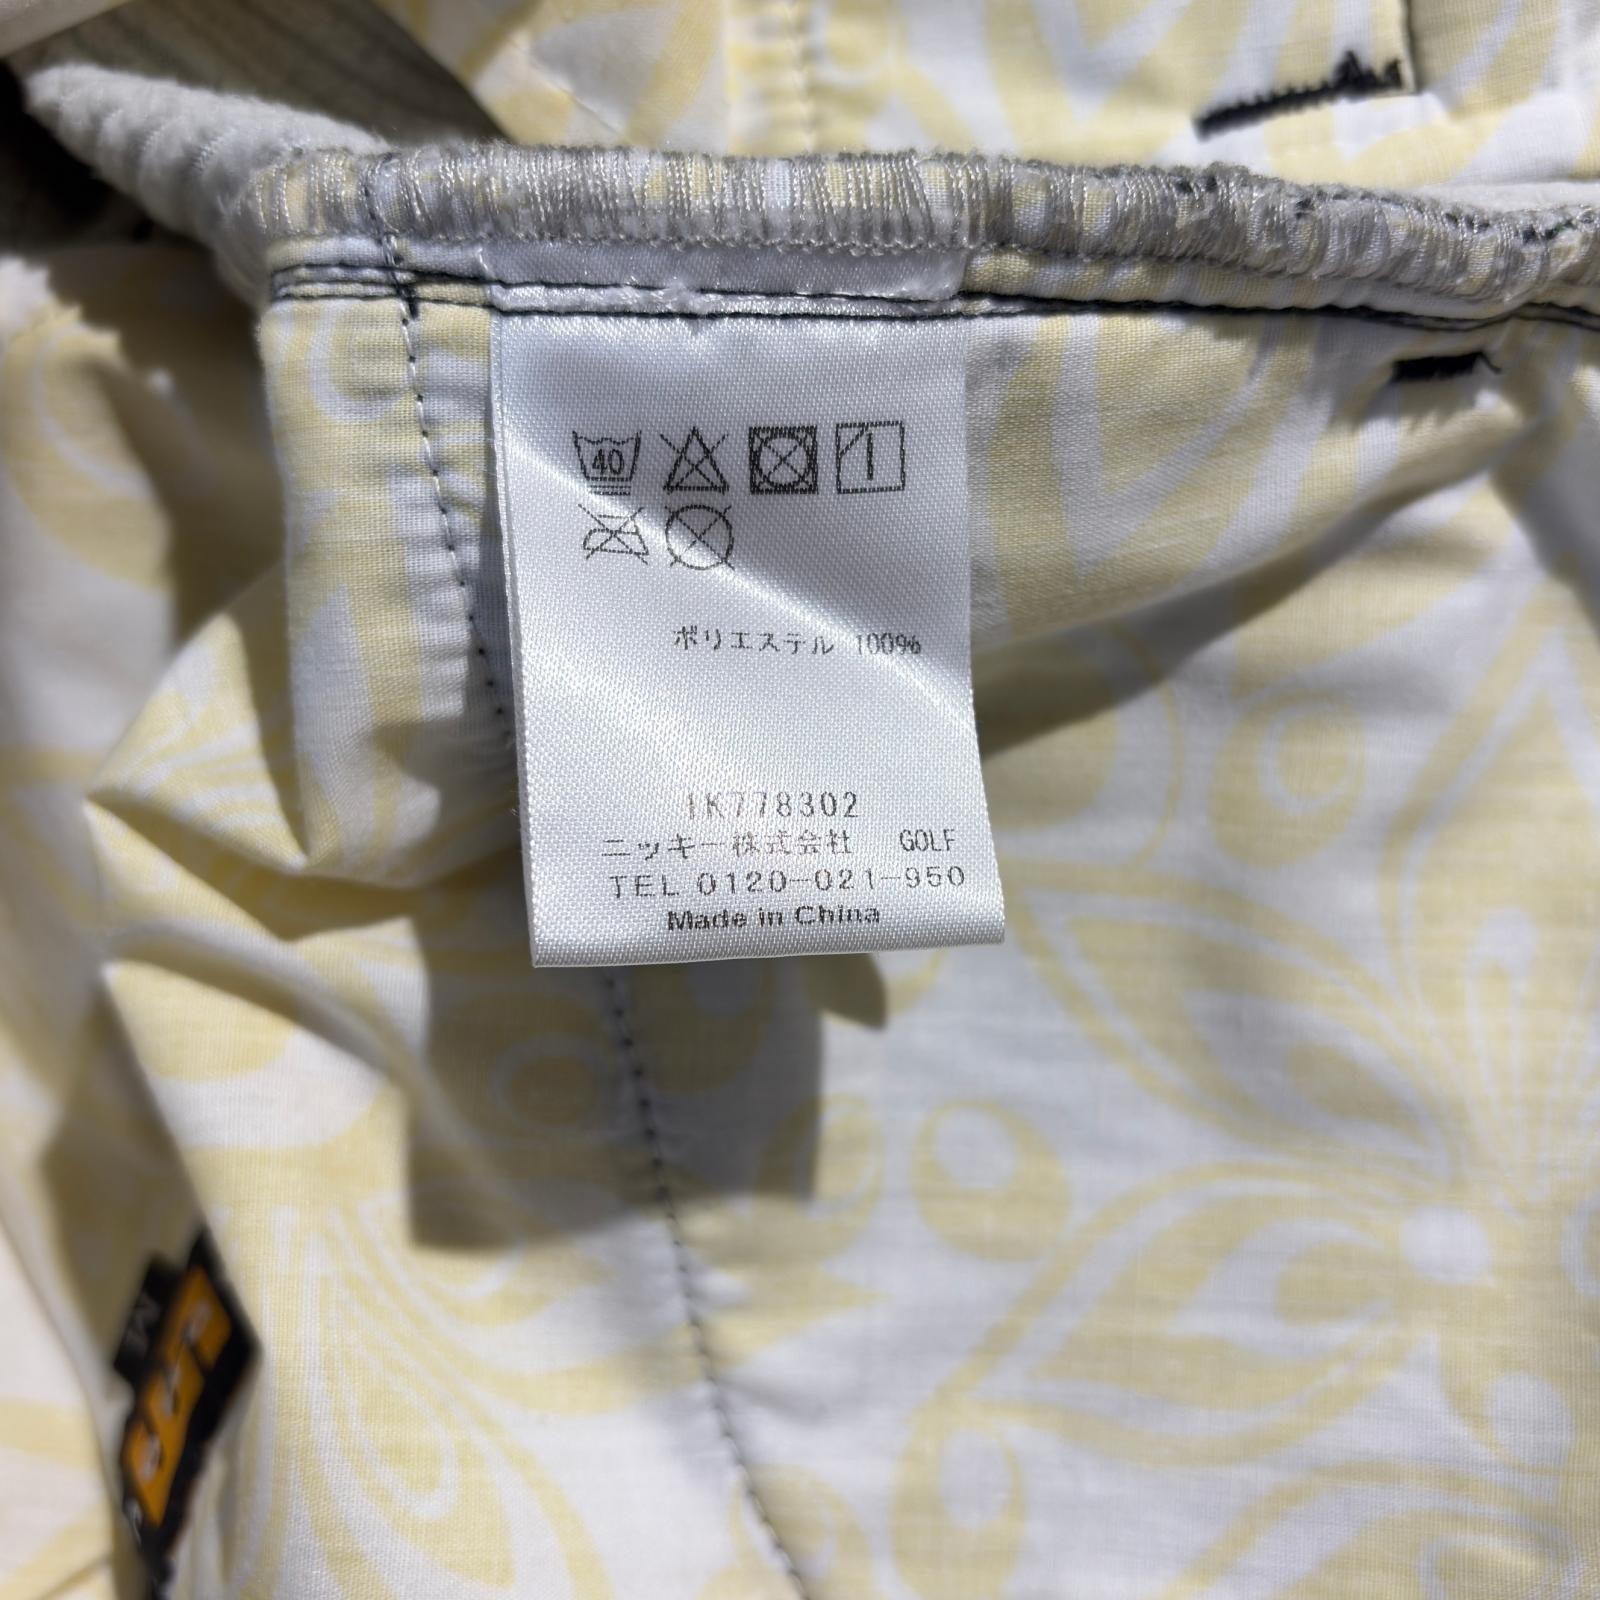 40
ポリエステル 100%
1K778302
ニッキー株式会社 GOLF
TEL 0120-021-950
Made in China
M